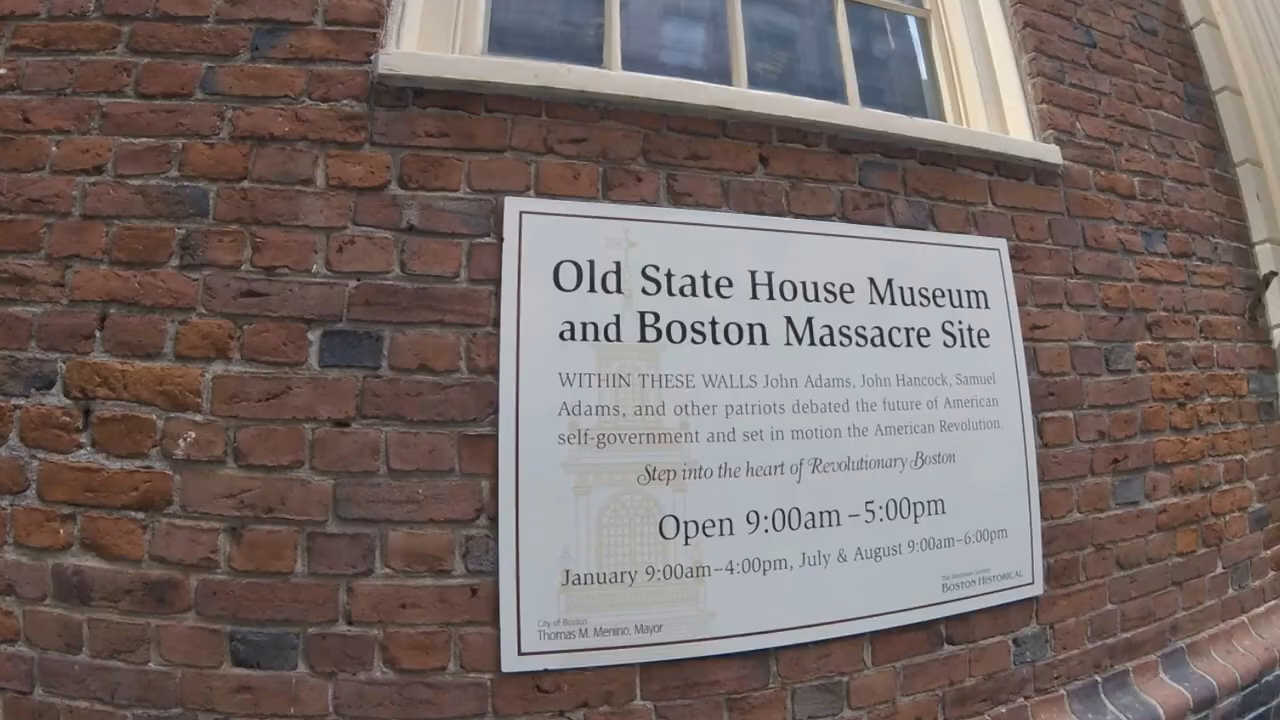 Old State House Museum
and Boston Massacre Site
WITHIN THESE WALLS John Adams, John Hancock, Samuel
Adams, and other patriots debated the future of American
self-government and set in motion the American Revolution.
Step into the heart of Revolutionary Boston
Open 9:00am–5:00pm
January 9:00am–4:00pm, July & August 9:00am–6:00pm
BOSTON HISTORICAL
City of Boston
Thomas M. Menino, Mayor